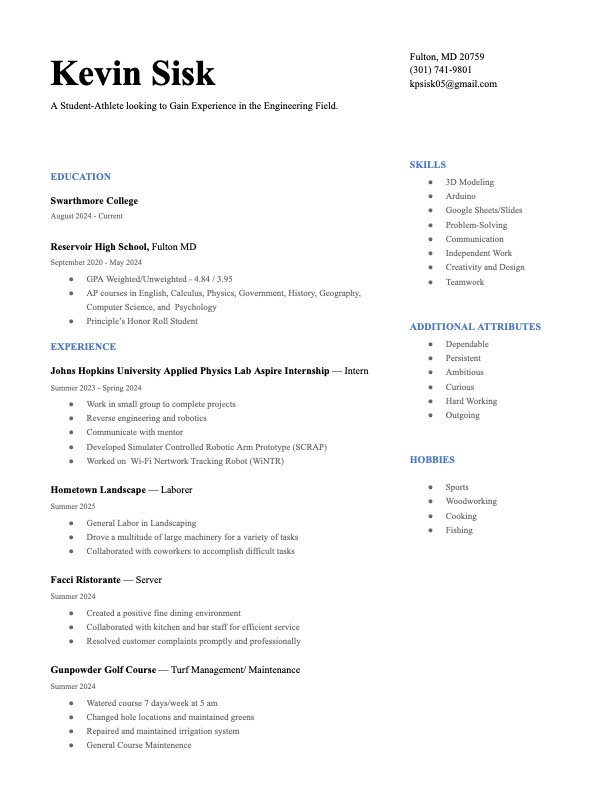 Kevin Sisk
A Student-Athlete looking to Gain Experience in the Engineering Field.
Fulton, MD 20759
(301) 741-9801
kpsisk05@gmail.com
EDUCATION
Swarthmore College
August 2024 - Current
Reservoir High School, Fulton MD
September 2020 - May 2024
● GPA Weighted/Unweighted - 4.84 / 3.95
● AP courses in English, Calculus, Physics, Government, History, Geography,
Computer Science, and  Psychology
● Principle’s Honor Roll Student
EXPERIENCE
Johns Hopkins University Applied Physics Lab Aspire Internship — Intern
Summer 2023 - Spring 2024
● Work in small group to complete projects
● Reverse engineering and robotics
● Communicate with mentor
● Developed Simulater Controlled Robotic Arm Prototype (SCRAP)
● Worked on  Wi-Fi Nertwork Tracking Robot (WiNTR)
Hometown Landscape — Laborer
Summer 2025
● General Labor in Landscaping
● Drove a multitude of large machinery for a variety of tasks
● Collaborated with coworkers to accomplish difficult tasks
Facci Ristorante — Server
Summer 2024
● Created a positive fine dining environment
● Collaborated with kitchen and bar staff for efficient service
● Resolved customer complaints promptly and professionally
Gunpowder Golf Course — Turf Management/ Maintenance
Summer 2024
● Watered course 7 days/week at 5 am
● Changed hole locations and maintained greens
● Repaired and maintained irrigation system
● General Course Maintenence
SKILLS
● 3D Modeling
● Arduino
● Google Sheets/Slides
● Problem-Solving
● Communication
● Independent Work
● Creativity and Design
● Teamwork
ADDITIONAL ATTRIBUTES
● Dependable
● Persistent
● Ambitious
● Curious
● Hard Working
● Outgoing
HOBBIES
● Sports
● Woodworking
● Cooking
● Fishing